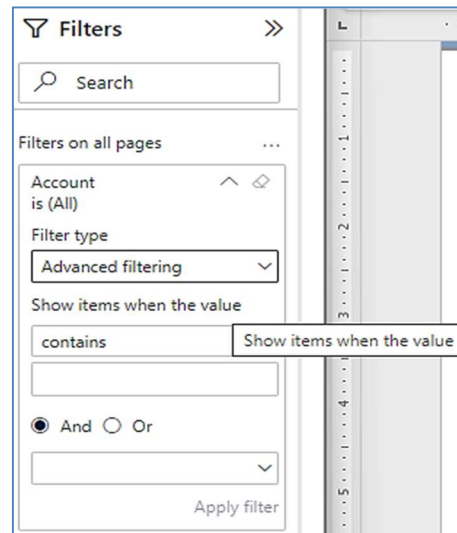 Filters
Search
Filters on all pages
Account
is (All)
Filter type
Advanced filtering
Show items when the value
contains
Show items when the value
And Or
Apply filter
1
2
3
4
5